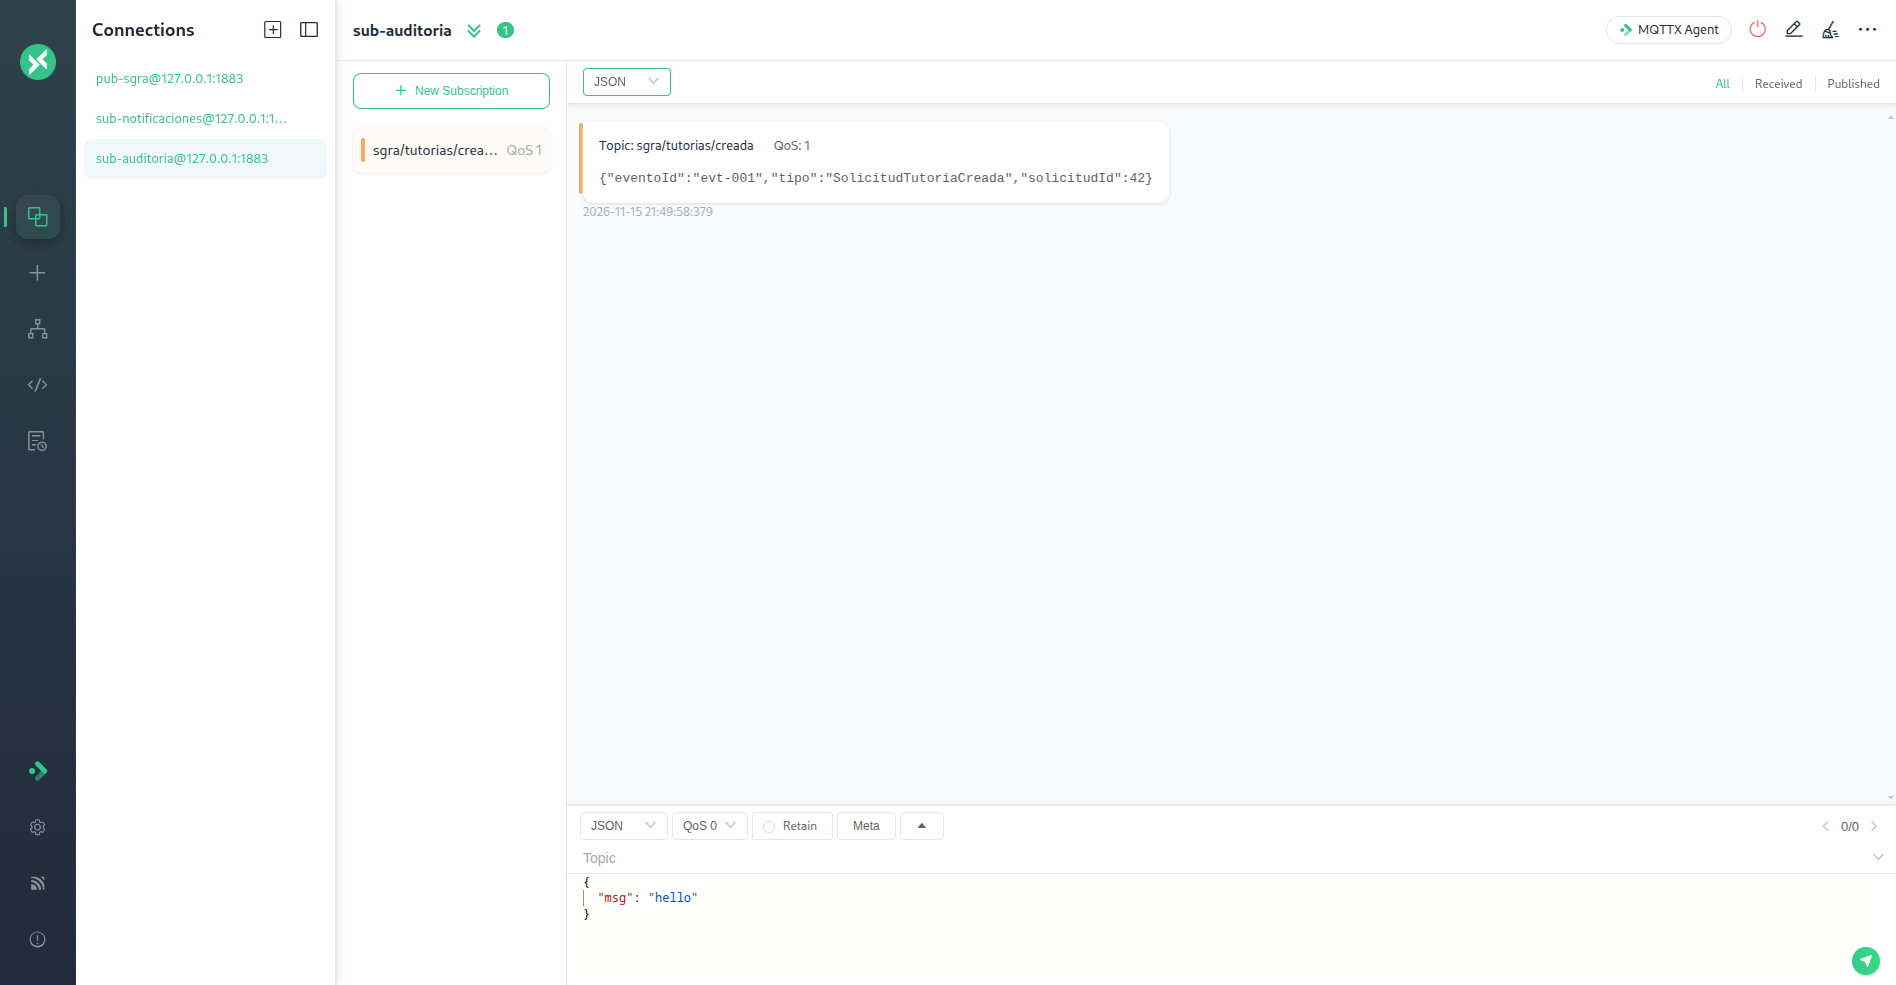 Connections
pub-sgra@127.0.0.1:1883
sub-notificaciones@127.0.0.1:1...
sub-auditoria@127.0.0.1:1883
sub-auditoria
1
MQTTX Agent
New Subscription
sgra/tutorias/crea... QoS 1
JSON
All
Received
Published
Topic: sgra/tutorias/creada QoS: 1
{"eventoId":"evt-001","tipo":"SolicitudTutoriaCreada","solicitudId":42}
2026-11-15 21:49:58:379
JSON
QoS 0
Retain
Meta
0/0
Topic
{
"msg": "hello"
}